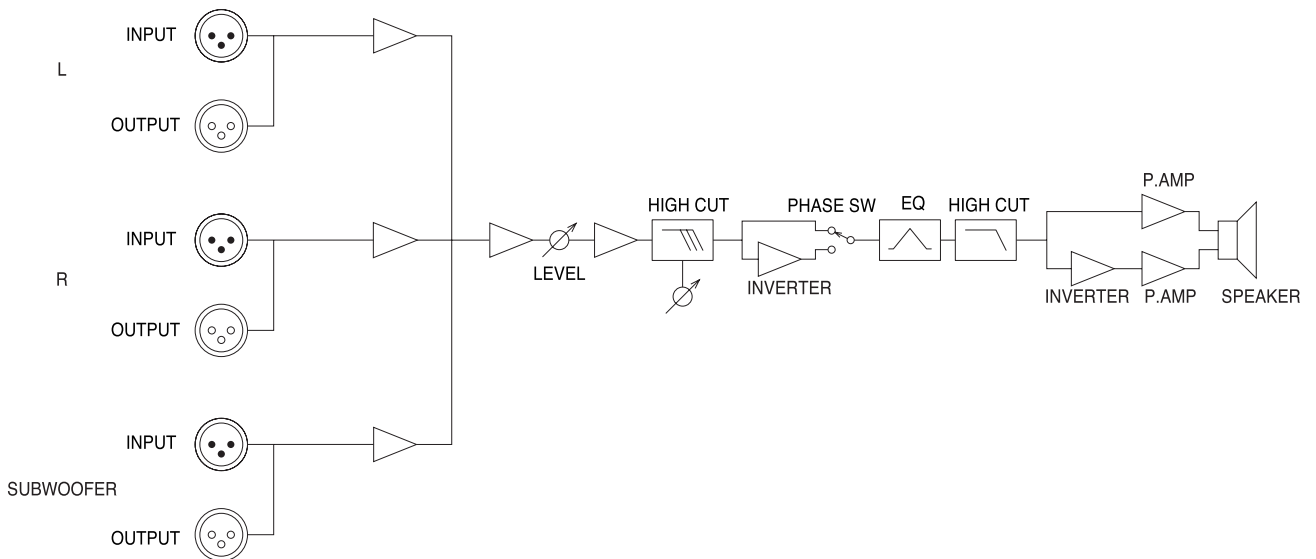 INPUT
L
OUTPUT
P.AMP
HIGH CUT
PHASE SW
EQ
HIGH CUT
INPUT
LEVEL
R
INVERTER
INVERTER
P.AMP
SPEAKER
OUTPUT
INPUT
SUBWOOFER
OUTPUT